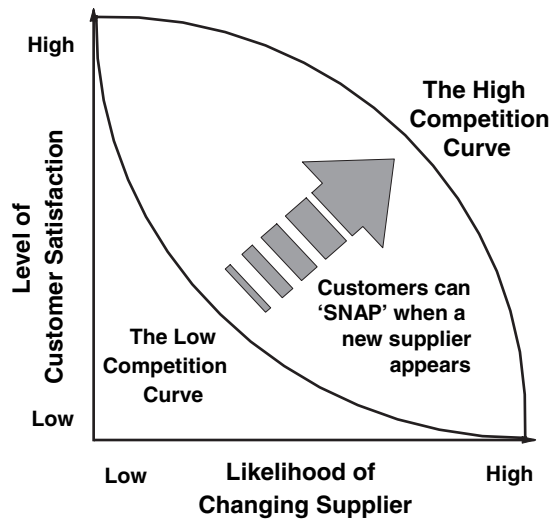 High
The High
Competition
Curve
Level of
Customer Satisfaction
Customers can
‘SNAP’ when a
new supplier
appears
The Low
Competition
Curve
Low
Low
Likelihood of
Changing Supplier
High